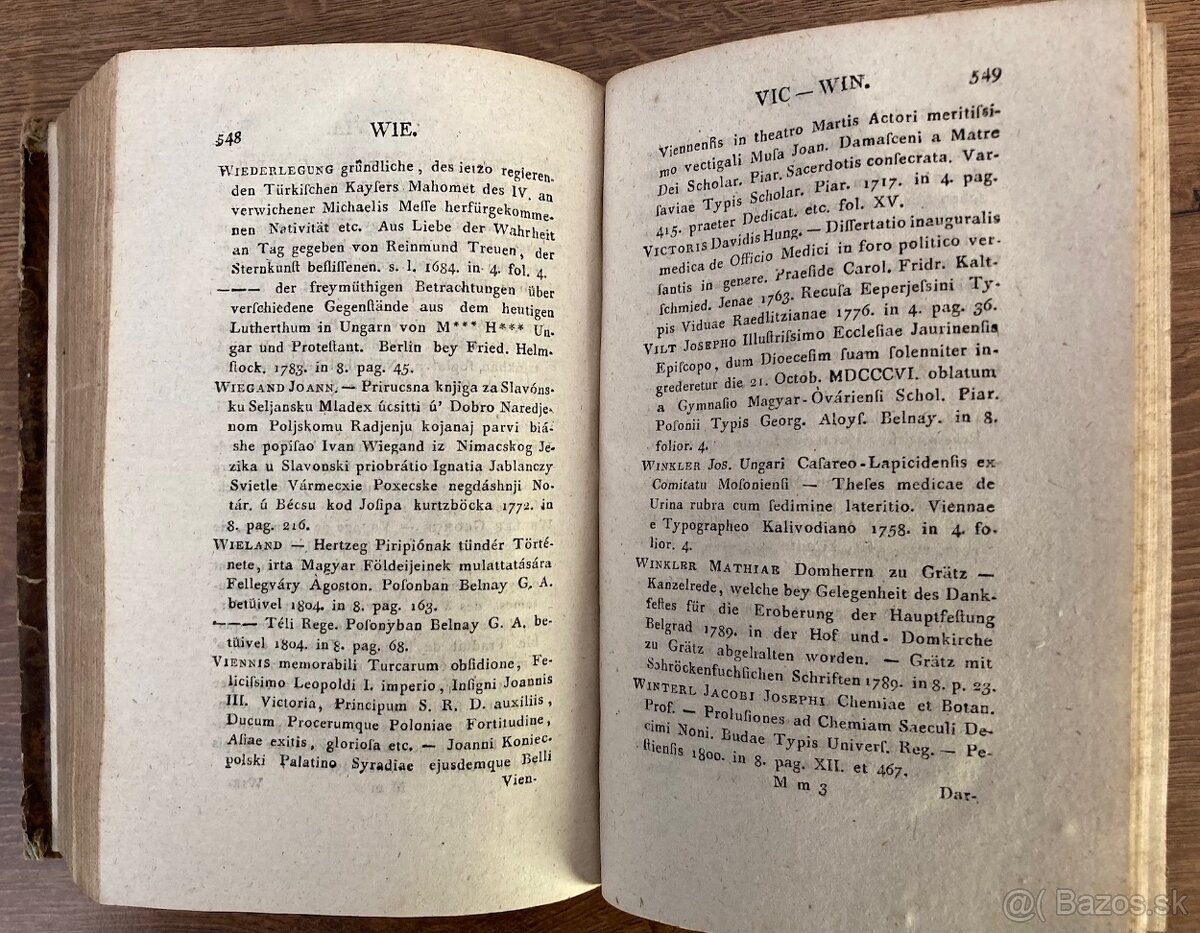 548
WIE.
WIEDERLEGUNG gründliche, des ietzo regieren-
den Türkiſchen Kayſers Mahomet des IV. an
verwichener Michaelis Meſſe herfürgekomme-
nen Nativität etc. Aus Liebe der Wahrheit
an Tag gegeben von Reinmund Treuen, der
Sternkunſt befliſſenen. s. l. 1684. in 4. fol. 4.
——— der freymüthigen Betrachtungen über
verſchiedene Gegenſtände aus dem heutigen
Lutherthum in Ungarn von M*** H*** Un-
gar und Proteſtant. Berlin bey Fried. Helm-
ſtock. 1783. in 8. pag. 45.
WIEGAND JOANN. — Prirucsna knjiga za Slavóns-
ku Seljansku Mladex úcsitti ú' Dobro Naredje-
nom Poljskomu Radjenju kojanaj parvi biá-
she popiſao Ivan Wiegand iz Nimacskog Je-
zika u Slavonski priobrátio Ignatia Jablanczy
Svietle Vármecxie Poxecske negdáshnji No-
tár. ú Bécsu kod Joſipa kurtzböcka 1772. in
8. pag. 216.
WIELAND — Hertzeg Piripiónak tündér Törté-
nete, irta Magyar Földeijeinek mulattatására
Fellegváry Ágoston. Poſonban Belnay G. A.
betüivel 1804. in 8. pag. 163.
——— Téli Rege. Poſonyban Belnay G. A. be-
tüivel 1804. in 8. pag. 68.
VIENNIS memorabili Turcarum obſidione, Fe-
liciſſimo Leopoldi I. imperio, Inſigni Joannis
III. Victoria, Principum S. R. D. auxiliis,
Ducum Procerumque Poloniae Fortitudine,
Aſiae exitis, glorioſa etc. — Joanni Koniec-
polski Palatino Syradiae ejusdemque Belli
Vien-
VIC — WIN.
549
Viennenſis in theatro Martis Actori meritiſſi-
mo vectigali Muſa Joan. Damaſceni a Matre
Dei Scholar. Piar. Sacerdotis conſecrata. Var-
ſaviae Typis Scholar. Piar. 1717. in 4. pag.
415. praeter Dedicat. etc. fol. XV.
VICTORIS Davidis Hung. — Diſſertatio inauguralis
medica de Officio Medici in foro politico ver-
ſantis in genere. Praeſide Carol. Fridr. Kalt-
ſchmied. Jenae 1763. Recuſa Eeperjeſſini Ty-
pis Viduae Raedlitzianae 1776. in 4. pag. 36.
VILT JOSEPHO Illuſtriſſimo Eccleſiae Jaurinenſis
Epiſcopo, dum Dioeceſim ſuam ſolenniter in-
grederetur die 21. Octob. MDCCCVI. oblatum
a Gymnaſio Magyar-Òvárienſi Schol. Piar.
Poſonii Typis Georg. Aloyſ. Belnay. in 8.
folior. 4.
WINKLER Jos. Ungari Caſareo-Lapicidenſis ex
Comitatu Moſonienſi — Theſes medicae de
Urina rubra cum ſedimine lateritio. Viennae
e Typographeo Kalivodiano 1758. in 4. fo-
lior. 4.
WINKLER MATHIAE Domherrn zu Grätz —
Kanzelrede, welche bey Gelegenheit des Dank-
feſtes für die Eroberung der Hauptfeſtung
Belgrad 1789. in der Hof und- Domkirche
zu Grätz abgehalten worden. — Grätz mit
Sohröckenfuchſichen Schriften 1789. in 8. p. 23.
WINTERL JACOBI JOSEPHI Chemiae et Botan.
Prof. — Proluſiones ad Chemiam Saeculi De-
cimi Noni. Budae Typis Univerſ. Reg. — Pe-
ſtienſis 1800. in 8. pag. XII. et 467.
M m 3
Dar-
@( Bazos.sk